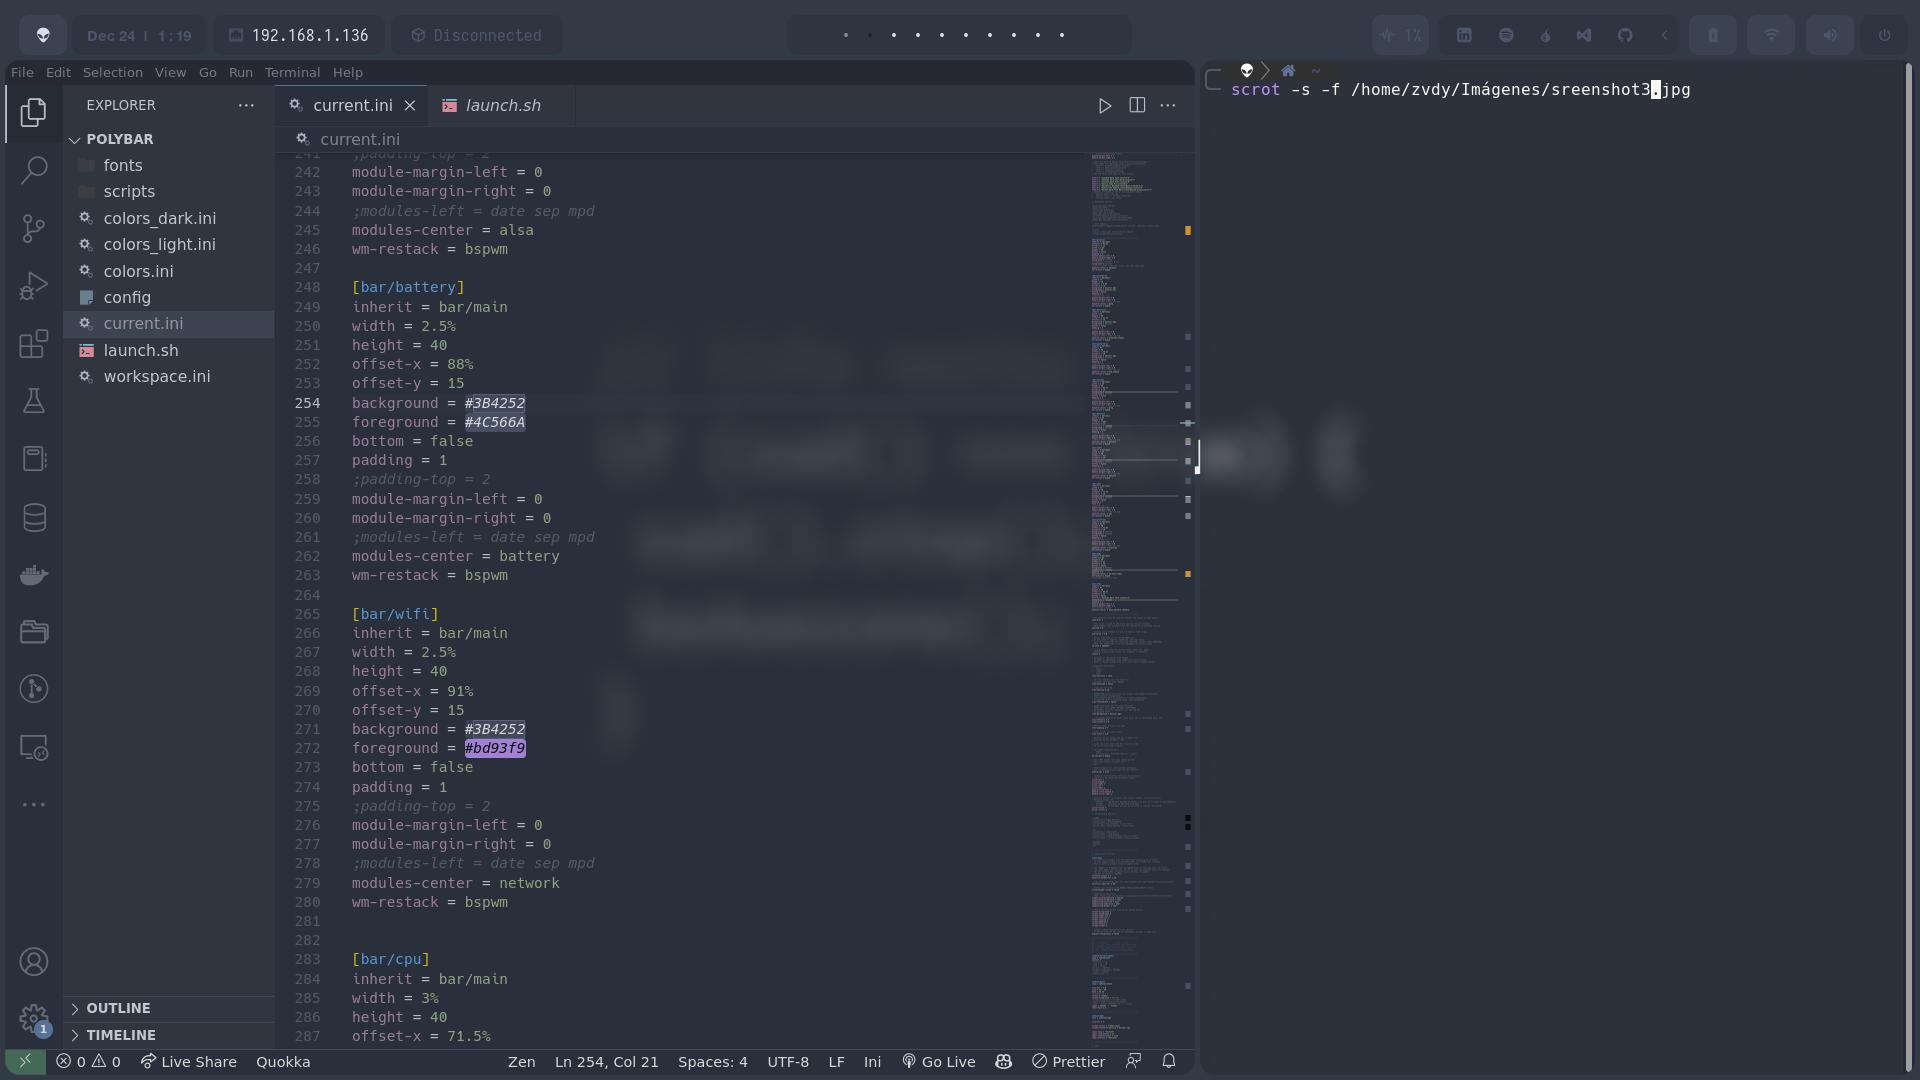 Dec 24 | 1:19
192.168.1.136
Disconnected
1%
File Edit Selection View Go Run Terminal Help
EXPLORER
POLYBAR
fonts
scripts
colors_dark.ini
colors_light.ini
colors.ini
config
current.ini
launch.sh
workspace.ini
OUTLINE
TIMELINE
current.ini
launch.sh
current.ini
241 ;padding-top = 2
242 module-margin-left = 0
243 module-margin-right = 0
244 ;modules-left = date sep mpd
245 modules-center = alsa
246 wm-restack = bspwm
247
248 [bar/battery]
249 inherit = bar/main
250 width = 2.5%
251 height = 40
252 offset-x = 88%
253 offset-y = 15
254 background = #3B4252
255 foreground = #4C566A
256 bottom = false
257 padding = 1
258 ;padding-top = 2
259 module-margin-left = 0
260 module-margin-right = 0
261 ;modules-left = date sep mpd
262 modules-center = battery
263 wm-restack = bspwm
264
265 [bar/wifi]
266 inherit = bar/main
267 width = 2.5%
268 height = 40
269 offset-x = 91%
270 offset-y = 15
271 background = #3B4252
272 foreground = #bd93f9
273 bottom = false
274 padding = 1
275 ;padding-top = 2
276 module-margin-left = 0
277 module-margin-right = 0
278 ;modules-left = date sep mpd
279 modules-center = network
280 wm-restack = bspwm
281
282
283 [bar/cpu]
284 inherit = bar/main
285 width = 3%
286 height = 40
287 offset-x = 71.5%
~
scrot -s -f /home/zvdy/Imágenes/sreenshot3.jpg
1
0 0 Live Share Quokka Zen Ln 254, Col 21 Spaces: 4 UTF-8 LF Ini Go Live Prettier